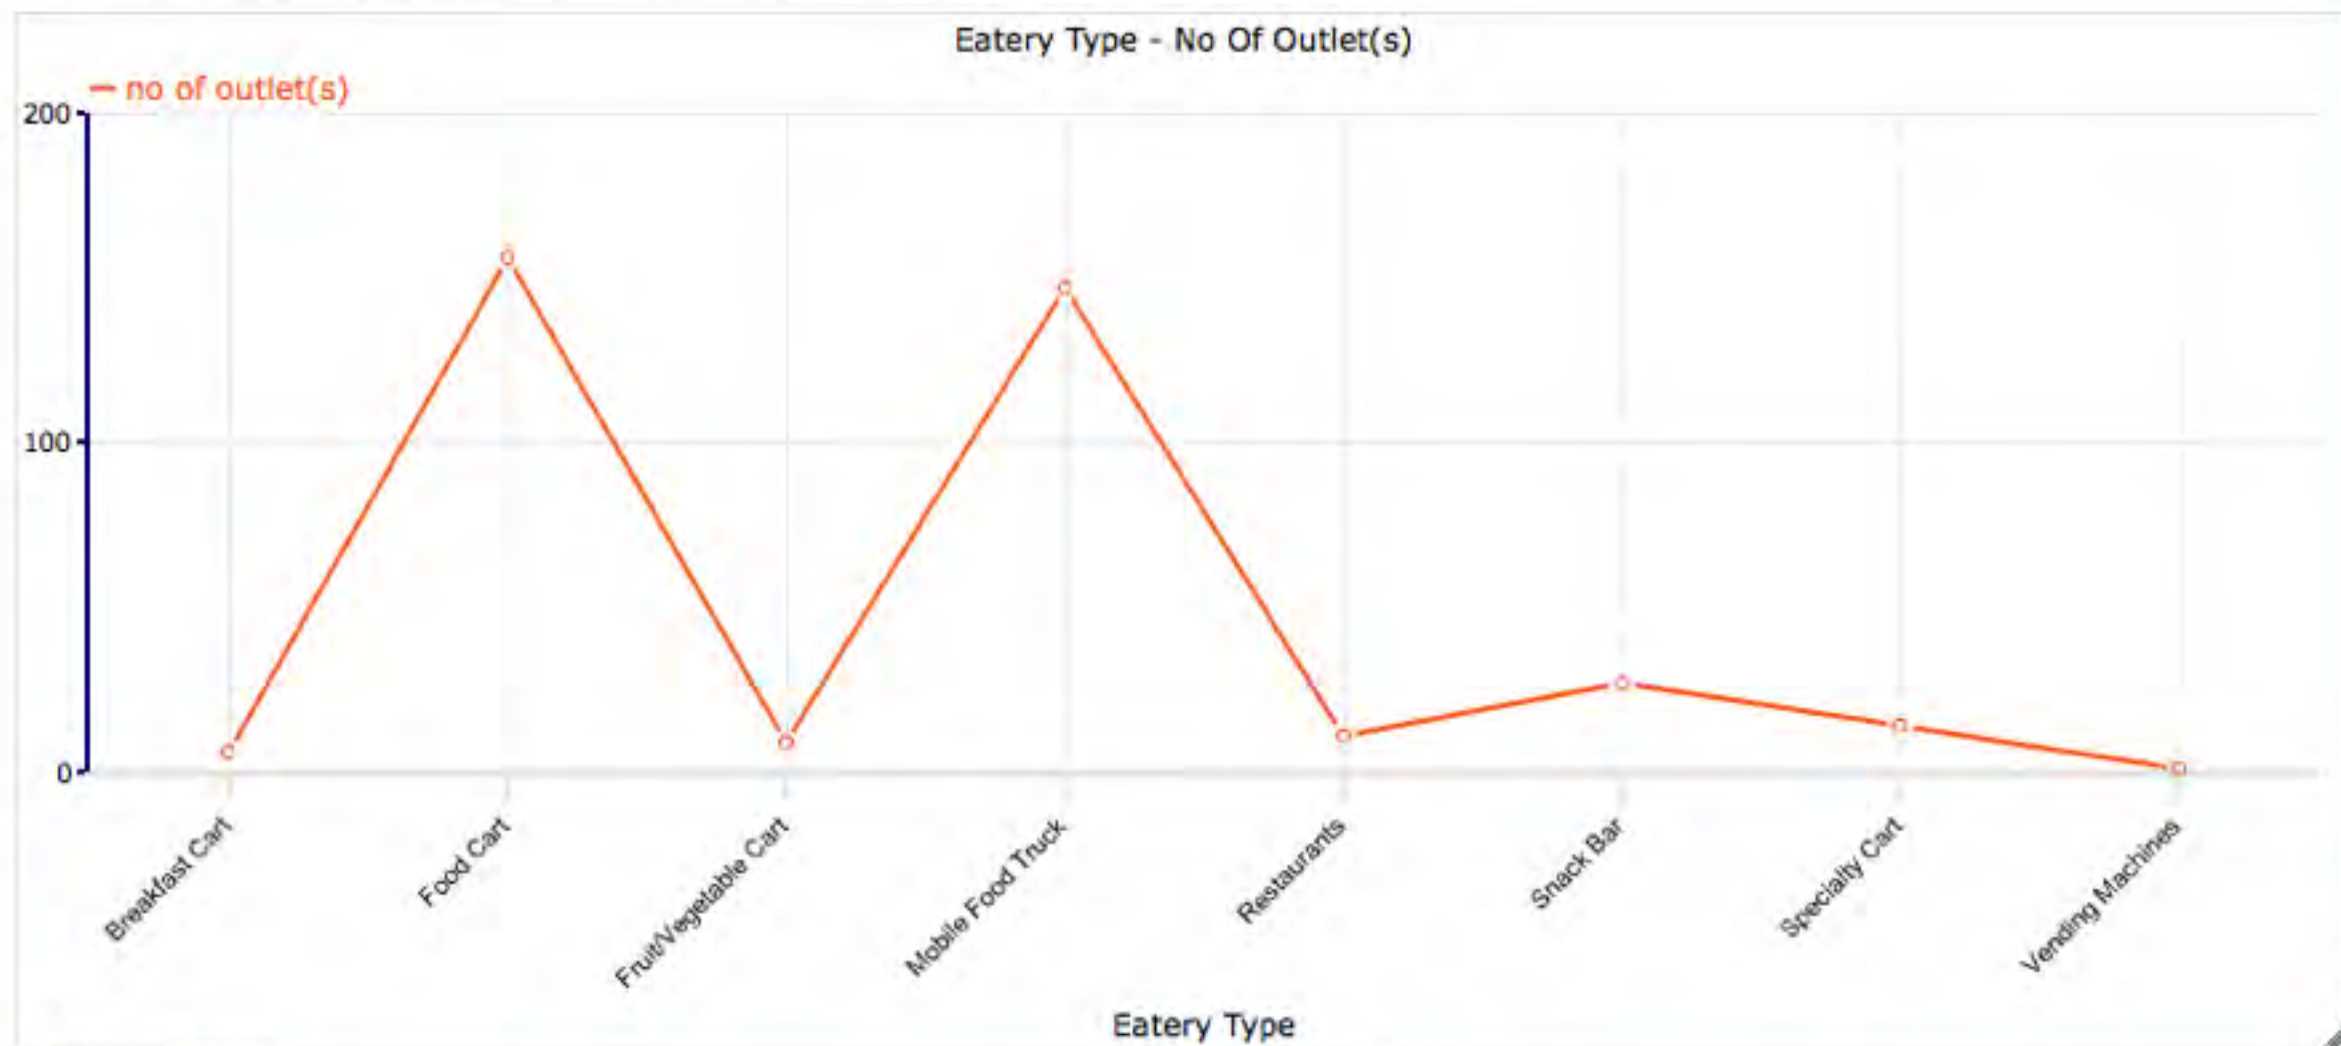 Eatery Type - No Of Outlet(s)
no of outlet(s)
200
100
0
Breakfast Cart
Food Cart
Fruit/Vegetable Cart
Mobile Food Truck
Restaurants
Snack Bar
Specialty Cart
Vending Machines
Eatery Type